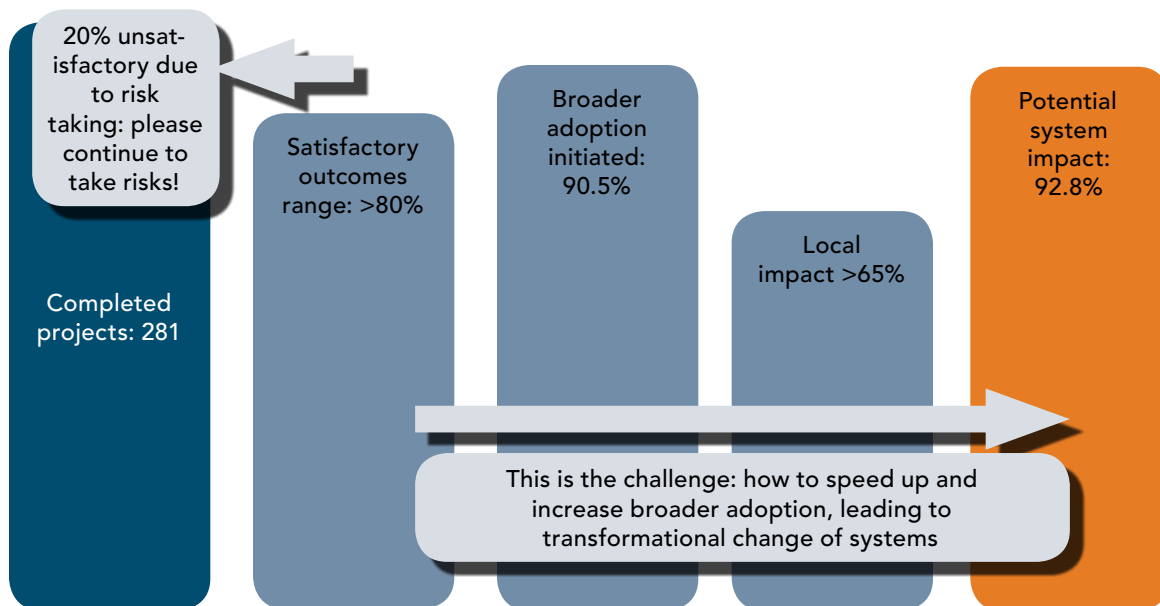 20% unsat-
isfactory due
to risk
taking: please
continue to
take risks!
Completed
projects: 281
Satisfactory
outcomes
range: >80%
Broader
adoption
initiated:
90.5%
Local
impact >65%
Potential
system
impact:
92.8%
This is the challenge: how to speed up and
increase broader adoption, leading to
transformational change of systems